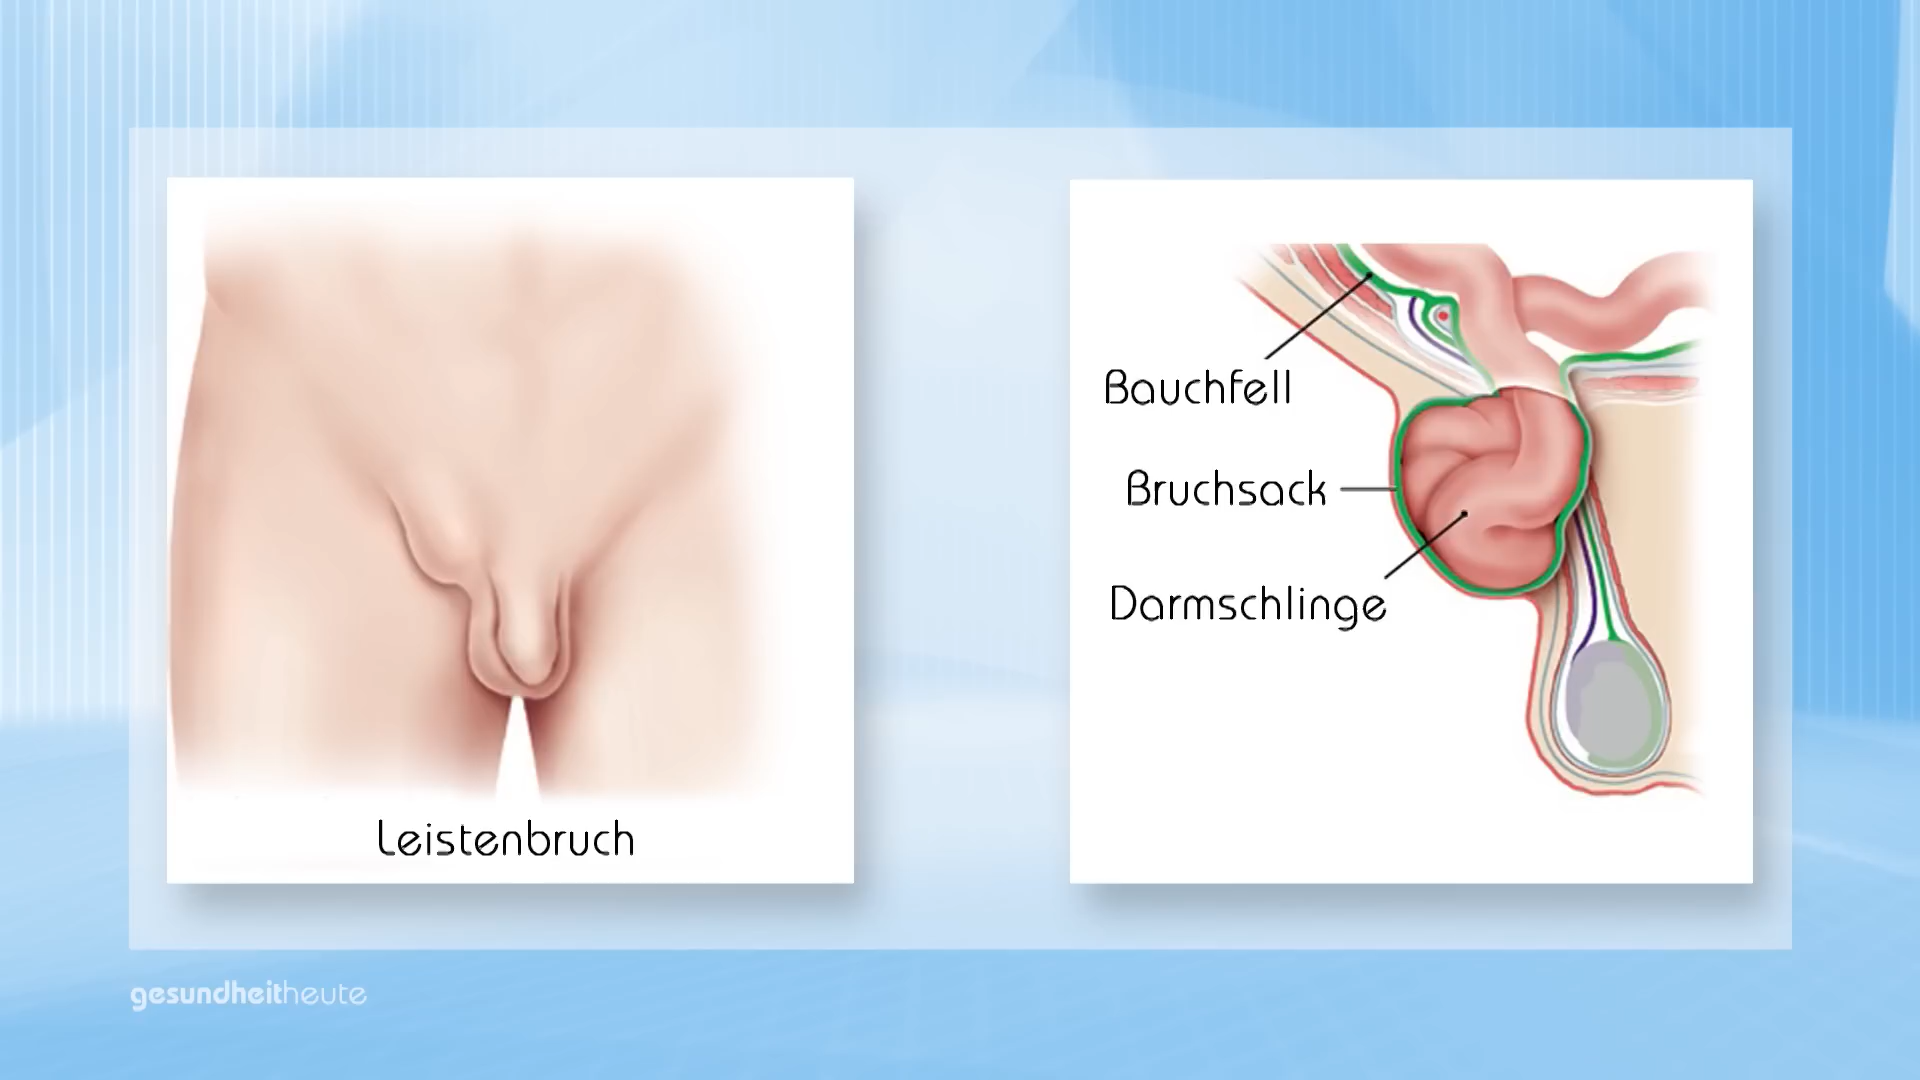 Leistenbruch
Bauchfell
Bruchsack
Darmschlinge
gesundheitheute